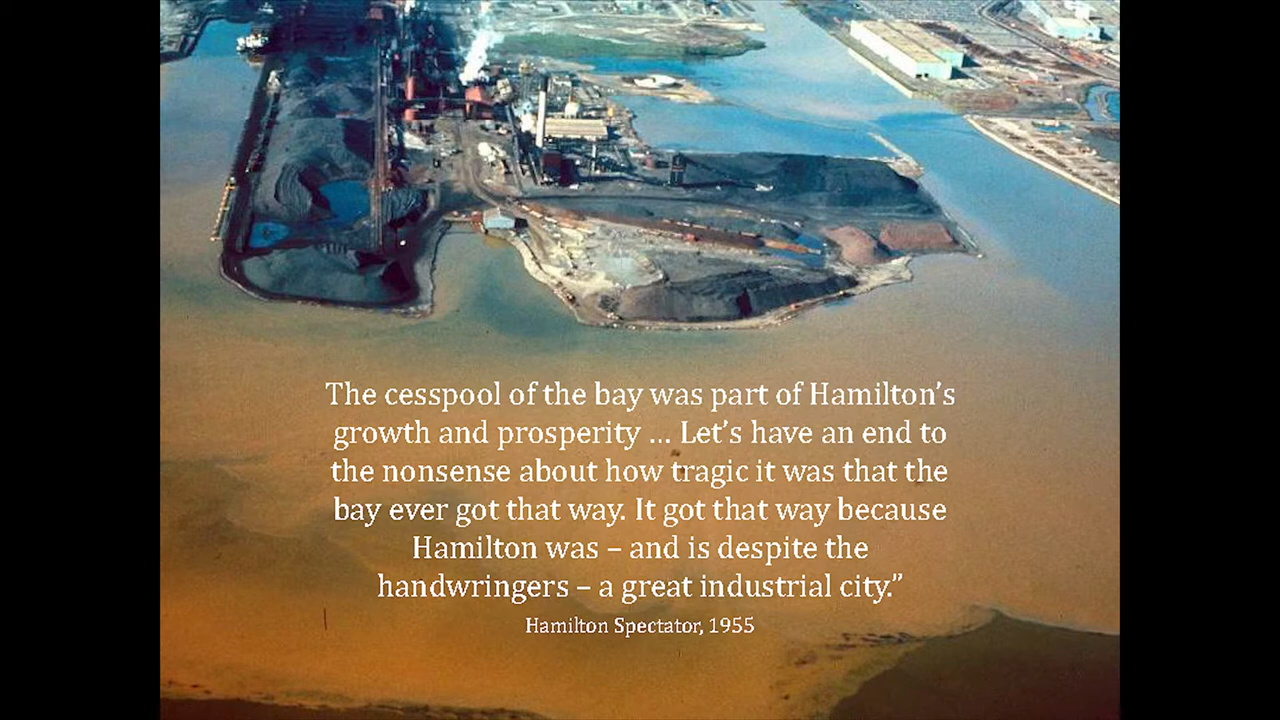 The cesspool of the bay was part of Hamilton’s
growth and prosperity … Let’s have an end to
the nonsense about how tragic it was that the
bay ever got that way. It got that way because
Hamilton was – and is despite the
handwringers – a great industrial city.”
Hamilton Spectator, 1955